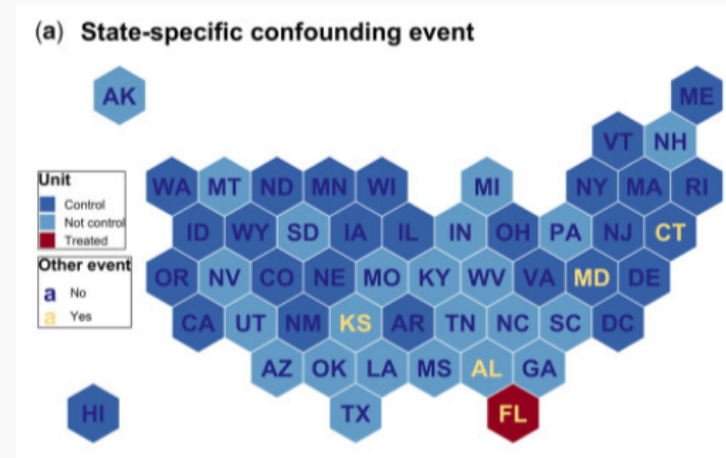 (a) State-specific confounding event
AK
ME
VT NH
WA MT ND MN WI MI NY MA RI
ID WY SD IA IL IN OH PA NJ CT
OR NV CO NE MO KY WV VA MD DE
CA UT NM KS AR TN NC SC DC
AZ OK LA MS AL GA
HI TX FL
Unit
Control
Not control
Treated
Other event
a No
a Yes